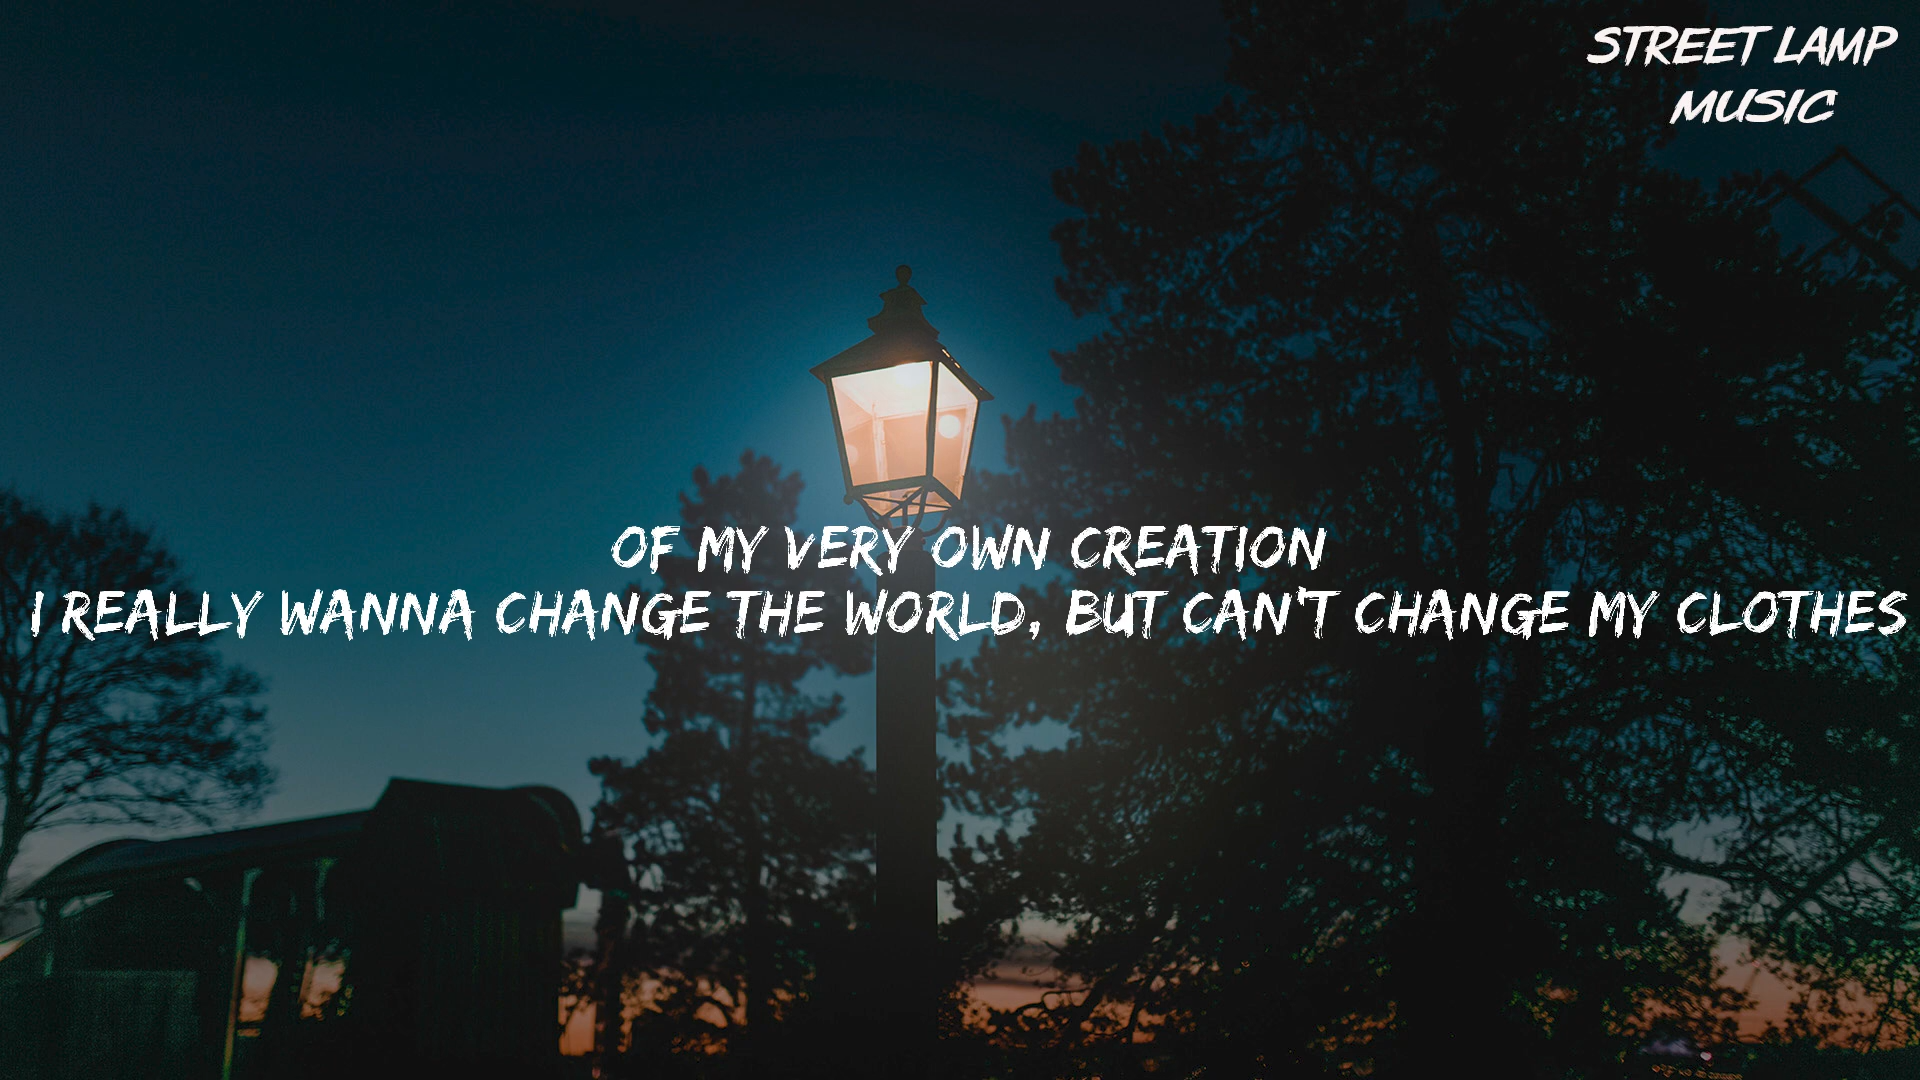 STREET LAMP
MUSIC
OF MY VERY OWN CREATION
I REALLY WANNA CHANGE THE WORLD, BUT CAN'T CHANGE MY CLOTHES